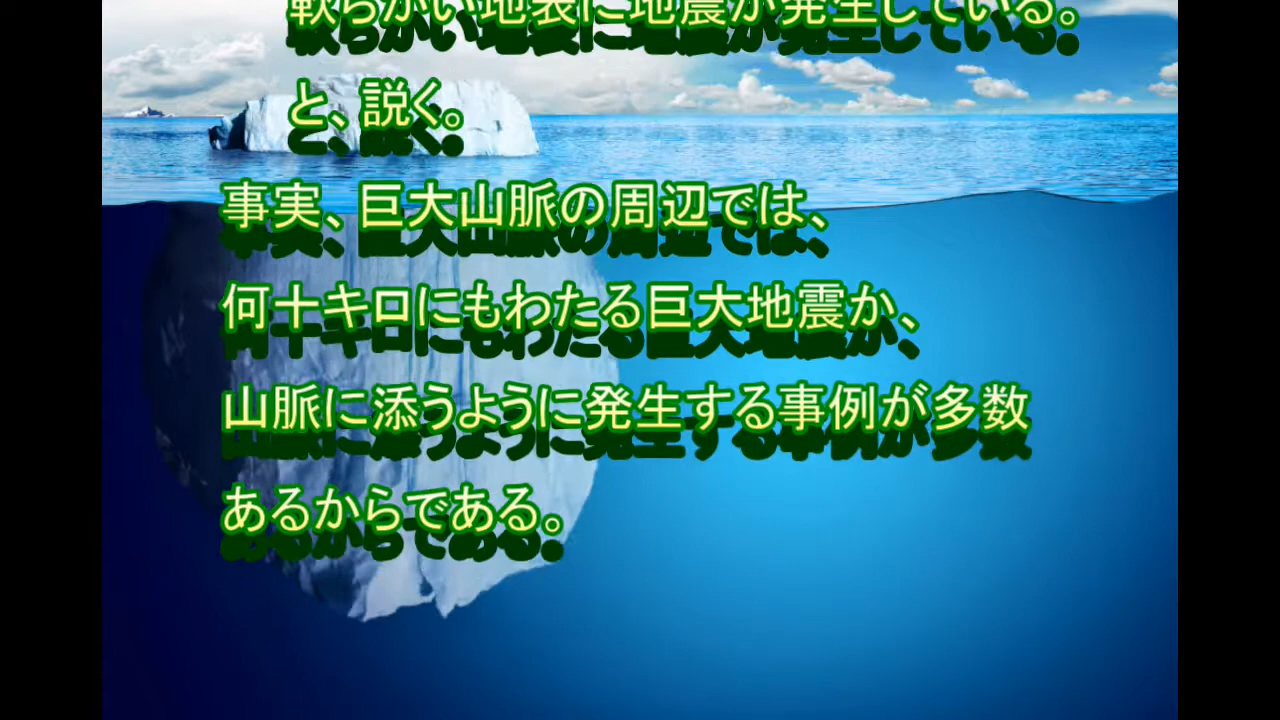 軟らかい地表に地震が発生している。
と、説く。
事実、巨大山脈の周辺では、
何十キロにもわたる巨大地震か、
山脈に添うように発生する事例が多数
あるからである。